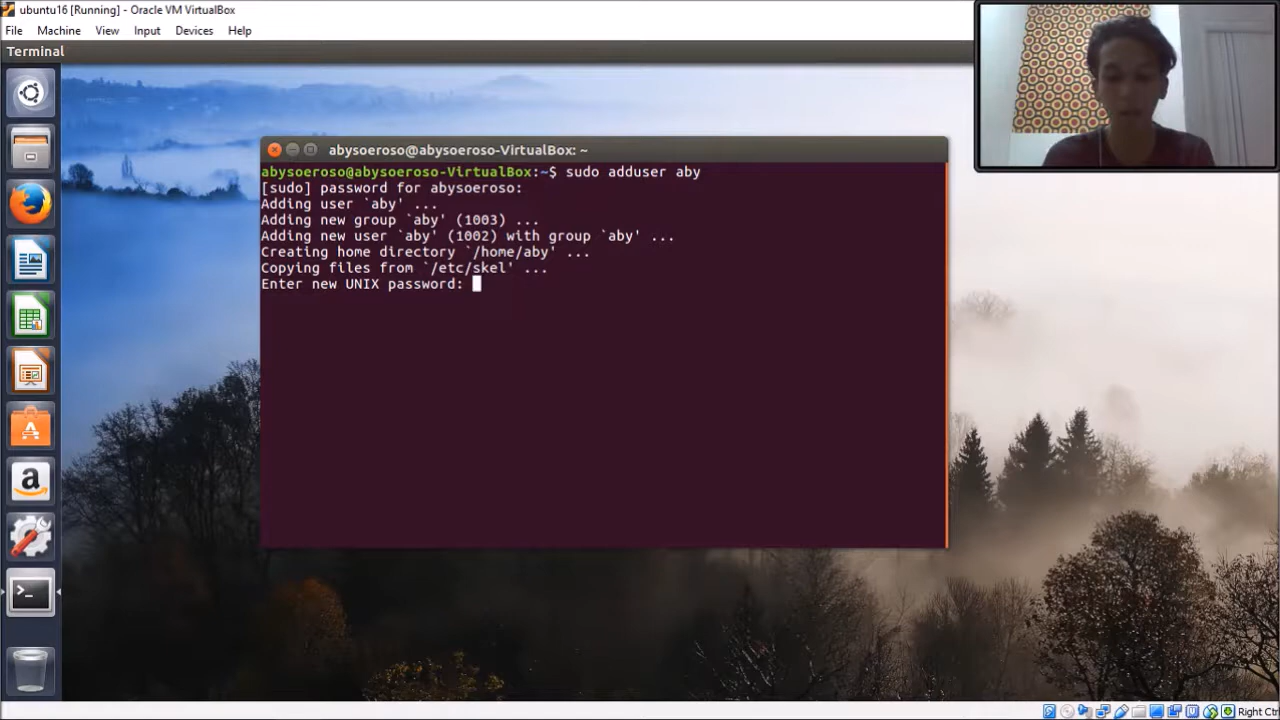 ubuntu16 [Running] - Oracle VM VirtualBox
File Machine View Input Devices Help
Terminal
abysoeroso@abysoeroso-VirtualBox: ~
abysoeroso@abysoeroso-VirtualBox:~$ sudo adduser aby
[sudo] password for abysoeroso:
Adding user `aby' ...
Adding new group `aby' (1003) ...
Adding new user `aby' (1002) with group `aby' ...
Creating home directory `/home/aby' ...
Copying files from `/etc/skel' ...
Enter new UNIX password:
Right Ctr